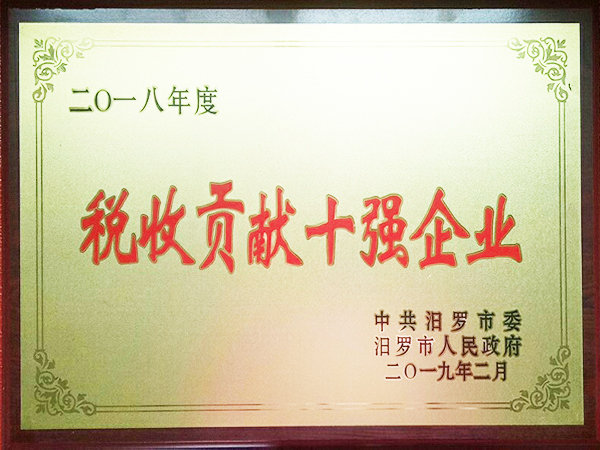 二〇一八年度
税收贡献十强企业
中共汨罗市委
汨罗市人民政府
二〇一九年二月